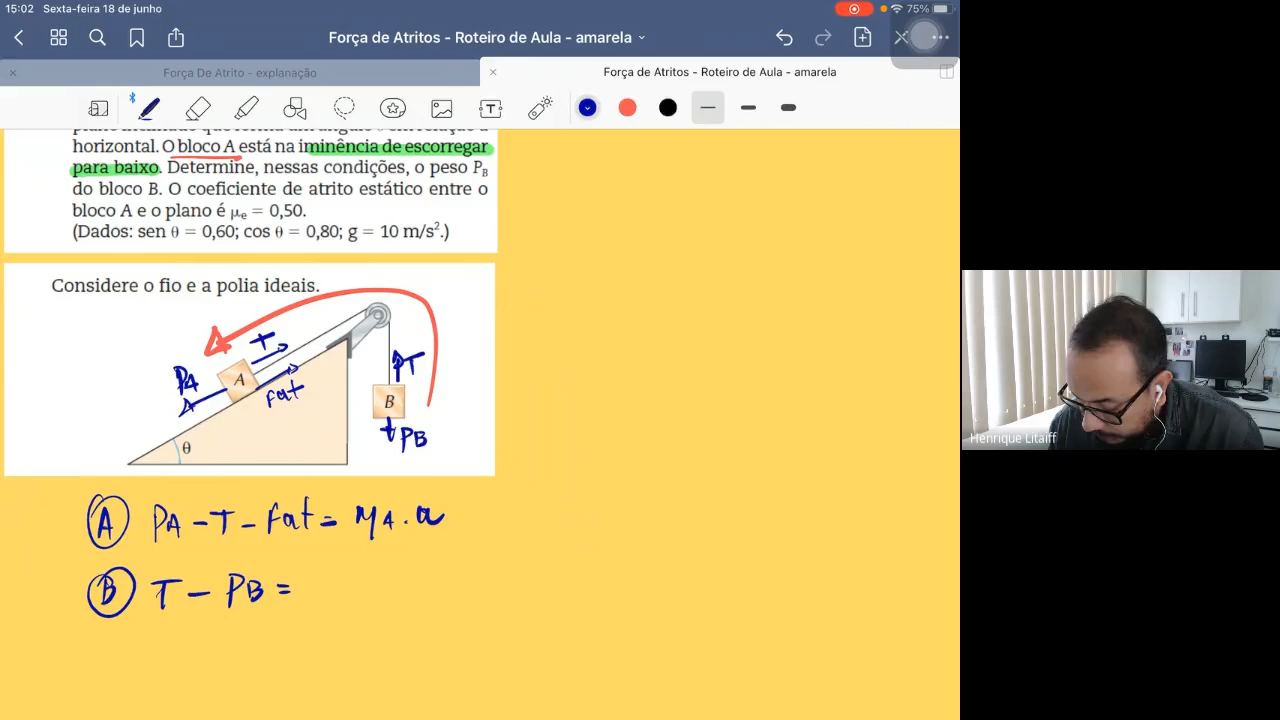 15:02 Sexta-feira 18 de junho
75%
Força de Atritos - Roteiro de Aula - amarela
Força De Atrito - explanação
Força de Atritos - Roteiro de Aula - amarela
horizontal. O bloco A está na iminência de escorregar
para baixo. Determine, nessas condições, o peso PB
do bloco B. O coeficiente de atrito estático entre o
bloco A e o plano é μe = 0,50.
(Dados: sen θ = 0,60; cos θ = 0,80; g = 10 m/s².)
Considere o fio e a polia ideais.
T
PA
A
Fat
T
B
PB
θ
A PA - T - Fat = MA . a
B T - PB =
Henrique Litaiff